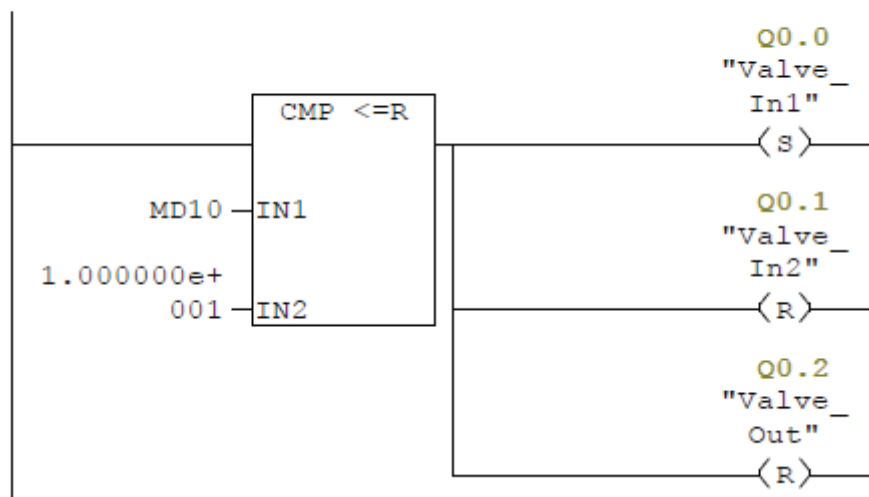 Q0.0
"Valve_
In1"
CMP <=R
S
MD10
IN1
Q0.1
"Valve_
In2"
1.000000e+
001
IN2
R
Q0.2
"Valve_
Out"
R